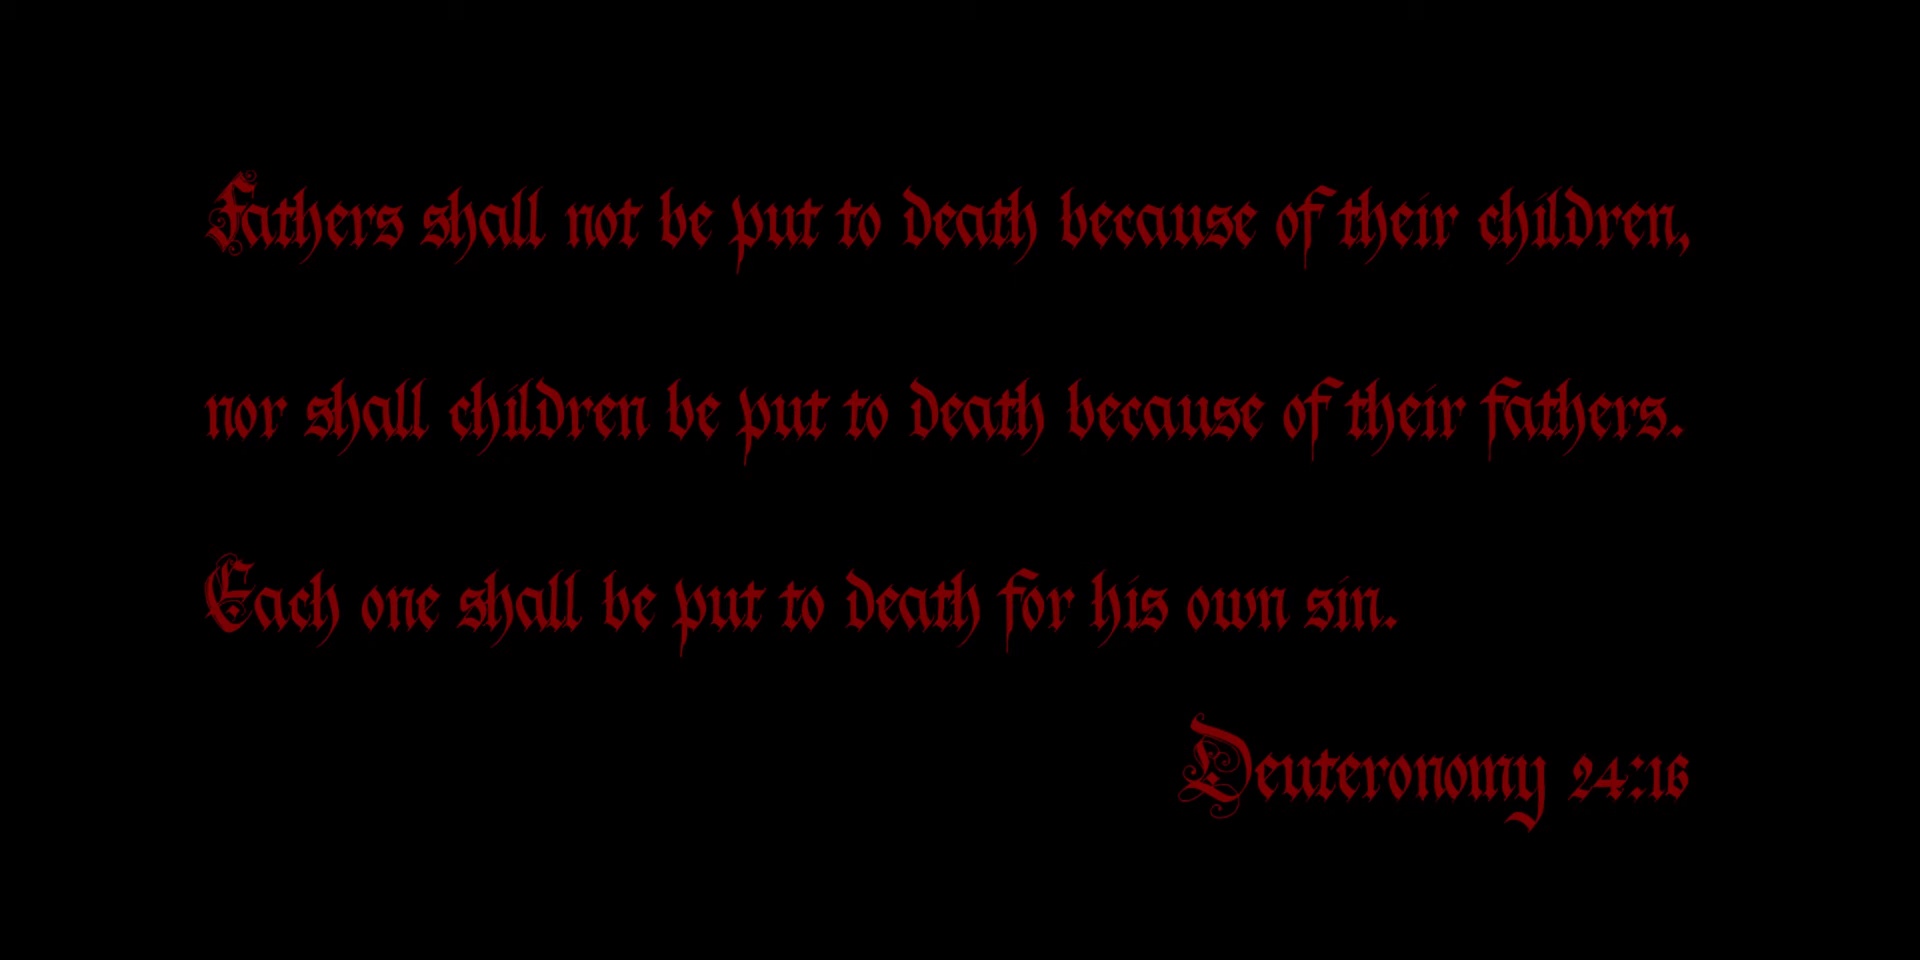 Fathers shall not be put to death because of their children,
nor shall children be put to death because of their fathers.
Each one shall be put to death for his own sin.
Deuteronomy 24:16